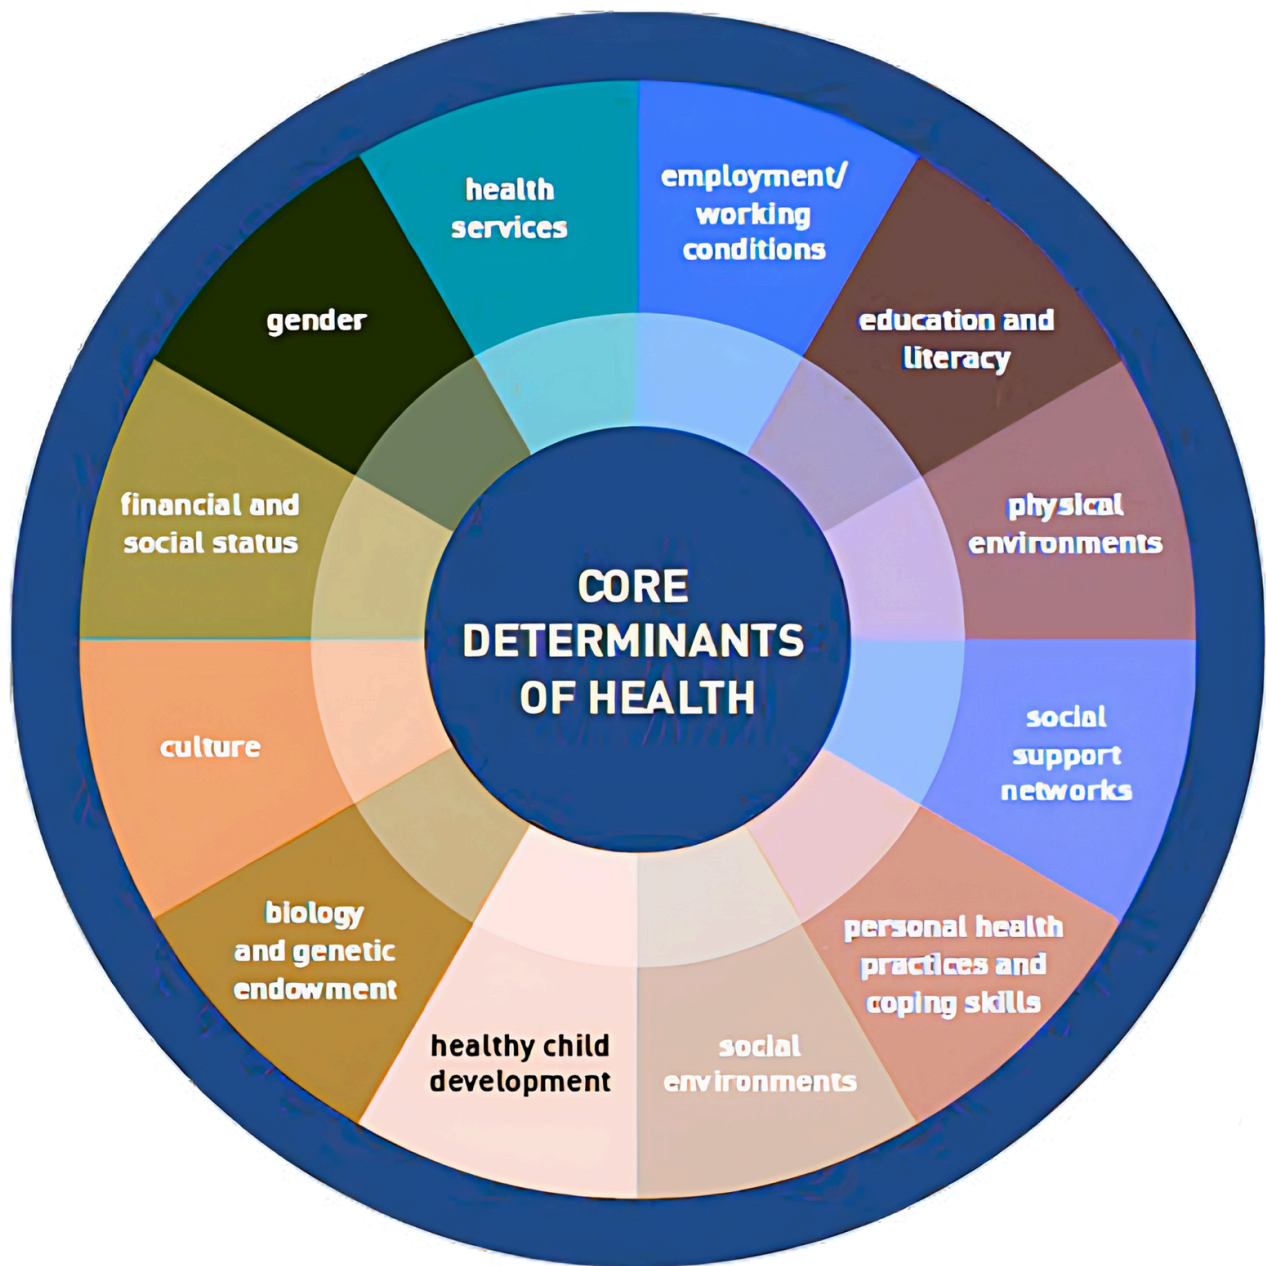 health
services
employment/
working
conditions
education and
literacy
physical
environments
social
support
networks
personal health
practices and
coping skills
social
environments
healthy child
development
biology
and genetic
endowment
culture
financial and
social status
gender
CORE
DETERMINANTS
OF HEALTH